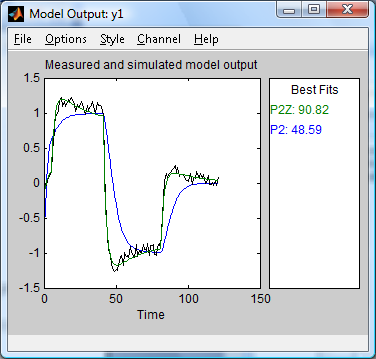 Model Output: y1
File Options Style Channel Help
Measured and simulated model output
1.5
1
0.5
0
-0.5
-1
-1.5
0 50 100 150
Time
Best Fits
P2Z: 90.82
P2: 48.59